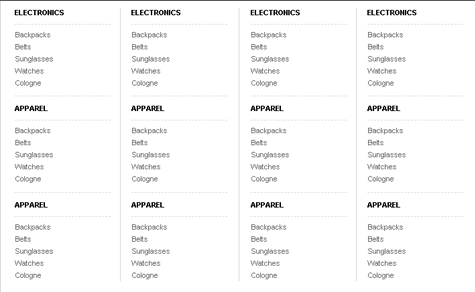 ELECTRONICS
Backpacks
Belts
Sunglasses
Watches
Cologne
APPAREL
Backpacks
Belts
Sunglasses
Watches
Cologne
APPAREL
Backpacks
Belts
Sunglasses
Watches
Cologne
ELECTRONICS
Backpacks
Belts
Sunglasses
Watches
Cologne
APPAREL
Backpacks
Belts
Sunglasses
Watches
Cologne
APPAREL
Backpacks
Belts
Sunglasses
Watches
Cologne
ELECTRONICS
Backpacks
Belts
Sunglasses
Watches
Cologne
APPAREL
Backpacks
Belts
Sunglasses
Watches
Cologne
APPAREL
Backpacks
Belts
Sunglasses
Watches
Cologne
ELECTRONICS
Backpacks
Belts
Sunglasses
Watches
Cologne
APPAREL
Backpacks
Belts
Sunglasses
Watches
Cologne
APPAREL
Backpacks
Belts
Sunglasses
Watches
Cologne